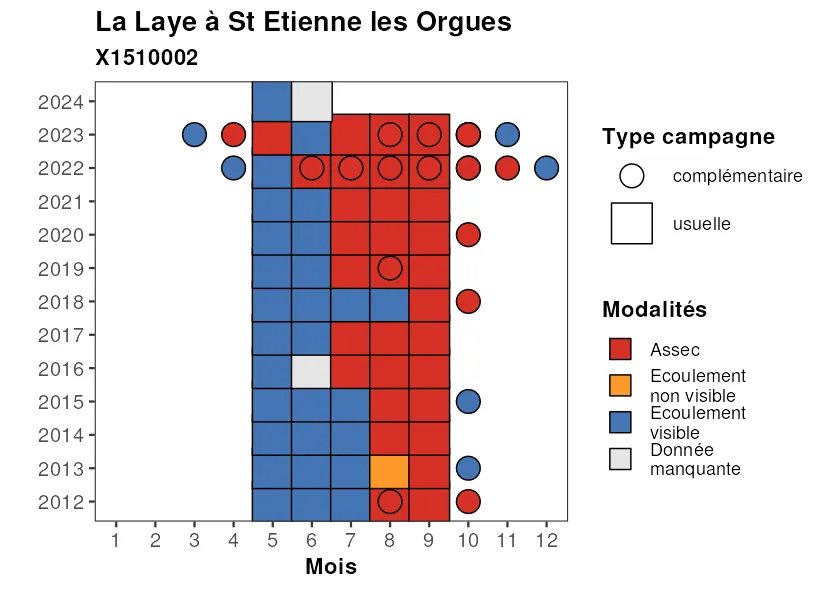 La Laye à St Etienne les Orgues
X1510002
2024
2023
2022
2021
2020
2019
2018
2017
2016
2015
2014
2013
2012
1 2 3 4 5 6 7 8 9 10 11 12
Mois
Type campagne
complémentaire
usuelle
Modalités
Assec
Ecoulement
non visible
Ecoulement
visible
Donnée
manquante